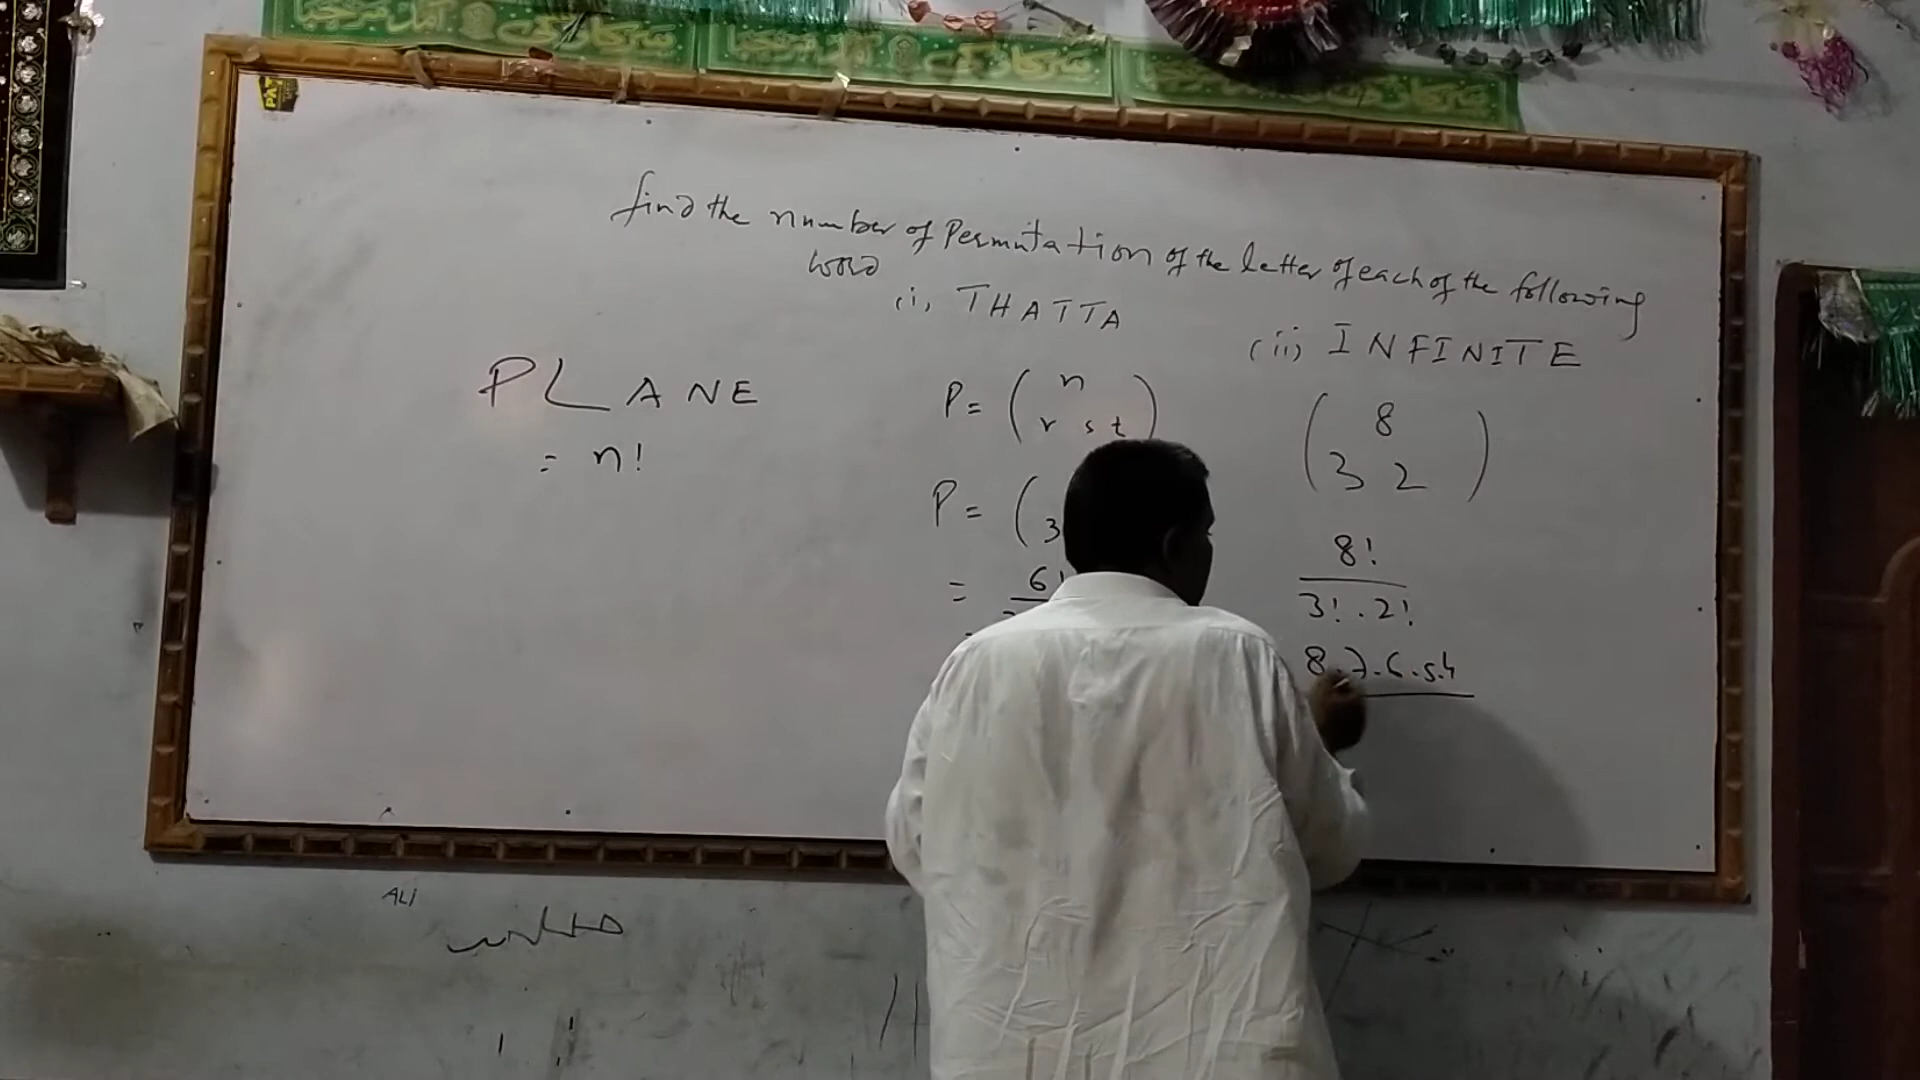 find the number of Permutation of the letter of each of the following
word (i) THATTA
(ii) INFINITE
PLANE
= n!
P = ( n
r s t )
P = (
3
= 6!
( 8
3 2 )
8!
3! . 2!
8.7.6.5.4
ALI